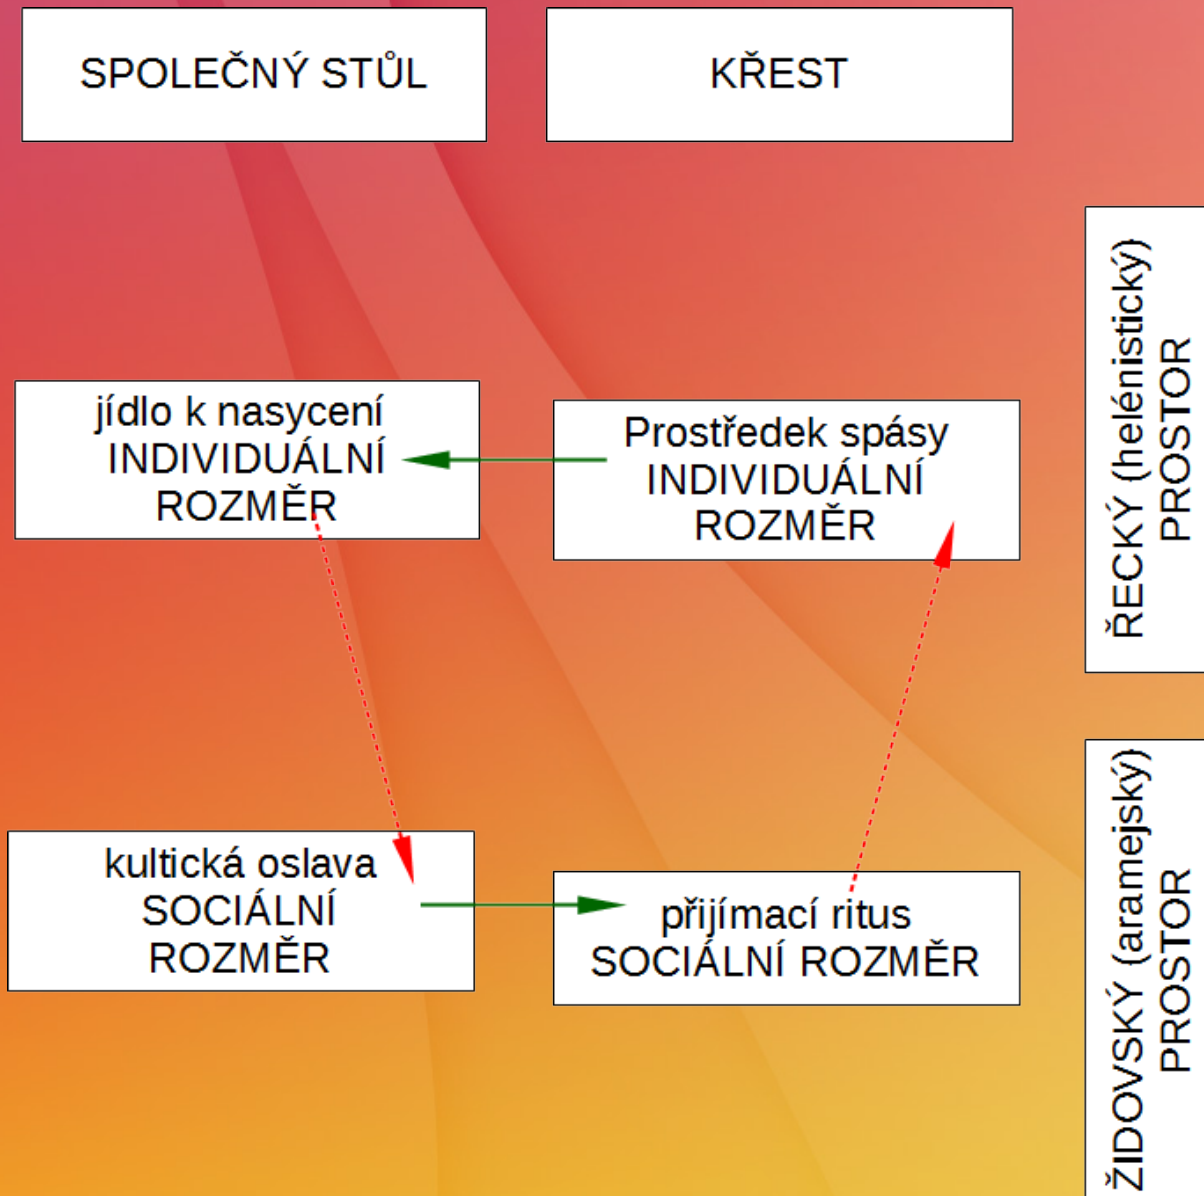 SPOLEČNÝ STŮL
KŘEST
ŘECKÝ (helénistický)
PROSTOR
jídlo k nasycení
INDIVIDUÁLNÍ
ROZMĚR
Prostředek spásy
INDIVIDUÁLNÍ
ROZMĚR
ŽIDOVSKÝ (aramejský)
PROSTOR
kultická oslava
SOCIÁLNÍ
ROZMĚR
přijímací ritus
SOCIÁLNÍ ROZMĚR